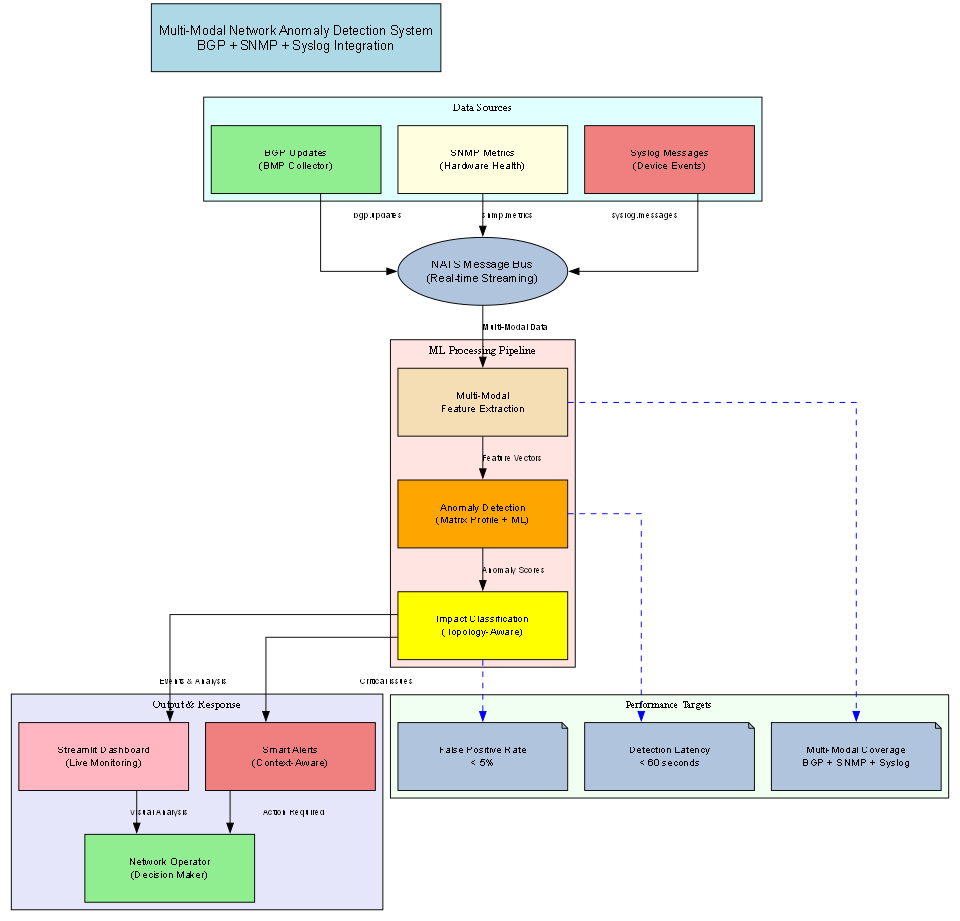 Multi-Modal Network Anomaly Detection System
BGP + SNMP + Syslog Integration
Data Sources
BGP Updates
(BMP Collector)
SNMP Metrics
(Hardware Health)
Syslog Messages
(Device Events)
bgp.updates
snmp.metrics
syslog.messages
NATS Message Bus
(Real-time Streaming)
Multi-Modal Data
ML Processing Pipeline
Multi-Modal
Feature Extraction
Feature Vectors
Anomaly Detection
(Matrix Profile + ML)
Anomaly Scores
Impact Classification
(Topology-Aware)
Events & Analysis
Critical Issues
Output & Response
Streamlit Dashboard
(Live Monitoring)
Smart Alerts
(Context-Aware)
Visual Analysis
Action Required
Network Operator
(Decision Maker)
Performance Targets
False Positive Rate
< 5%
Detection Latency
< 60 seconds
Multi-Modal Coverage
BGP + SNMP + Syslog